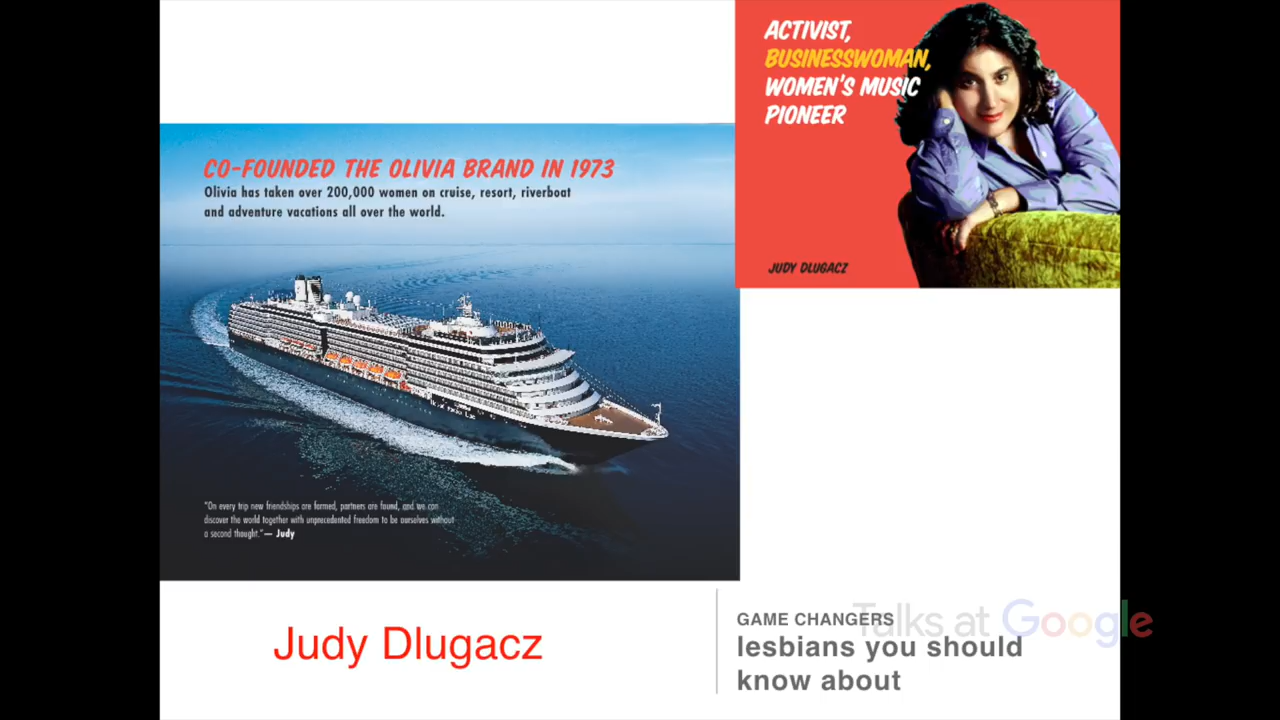 ACTIVIST,
BUSINESSWOMAN,
WOMEN'S MUSIC
PIONEER
JUDY DLUGACZ
CO-FOUNDED THE OLIVIA BRAND IN 1973
Olivia has taken over 200,000 women on cruise, resort, riverboat
and adventure vacations all over the world.
"On every trip new friendships are formed, partners are found, and we can
discover the world together with unprecedented freedom to be ourselves without
a second thought."— Judy
Judy Dlugacz
GAME CHANGERS
lesbians you should
know about
Talks at Google